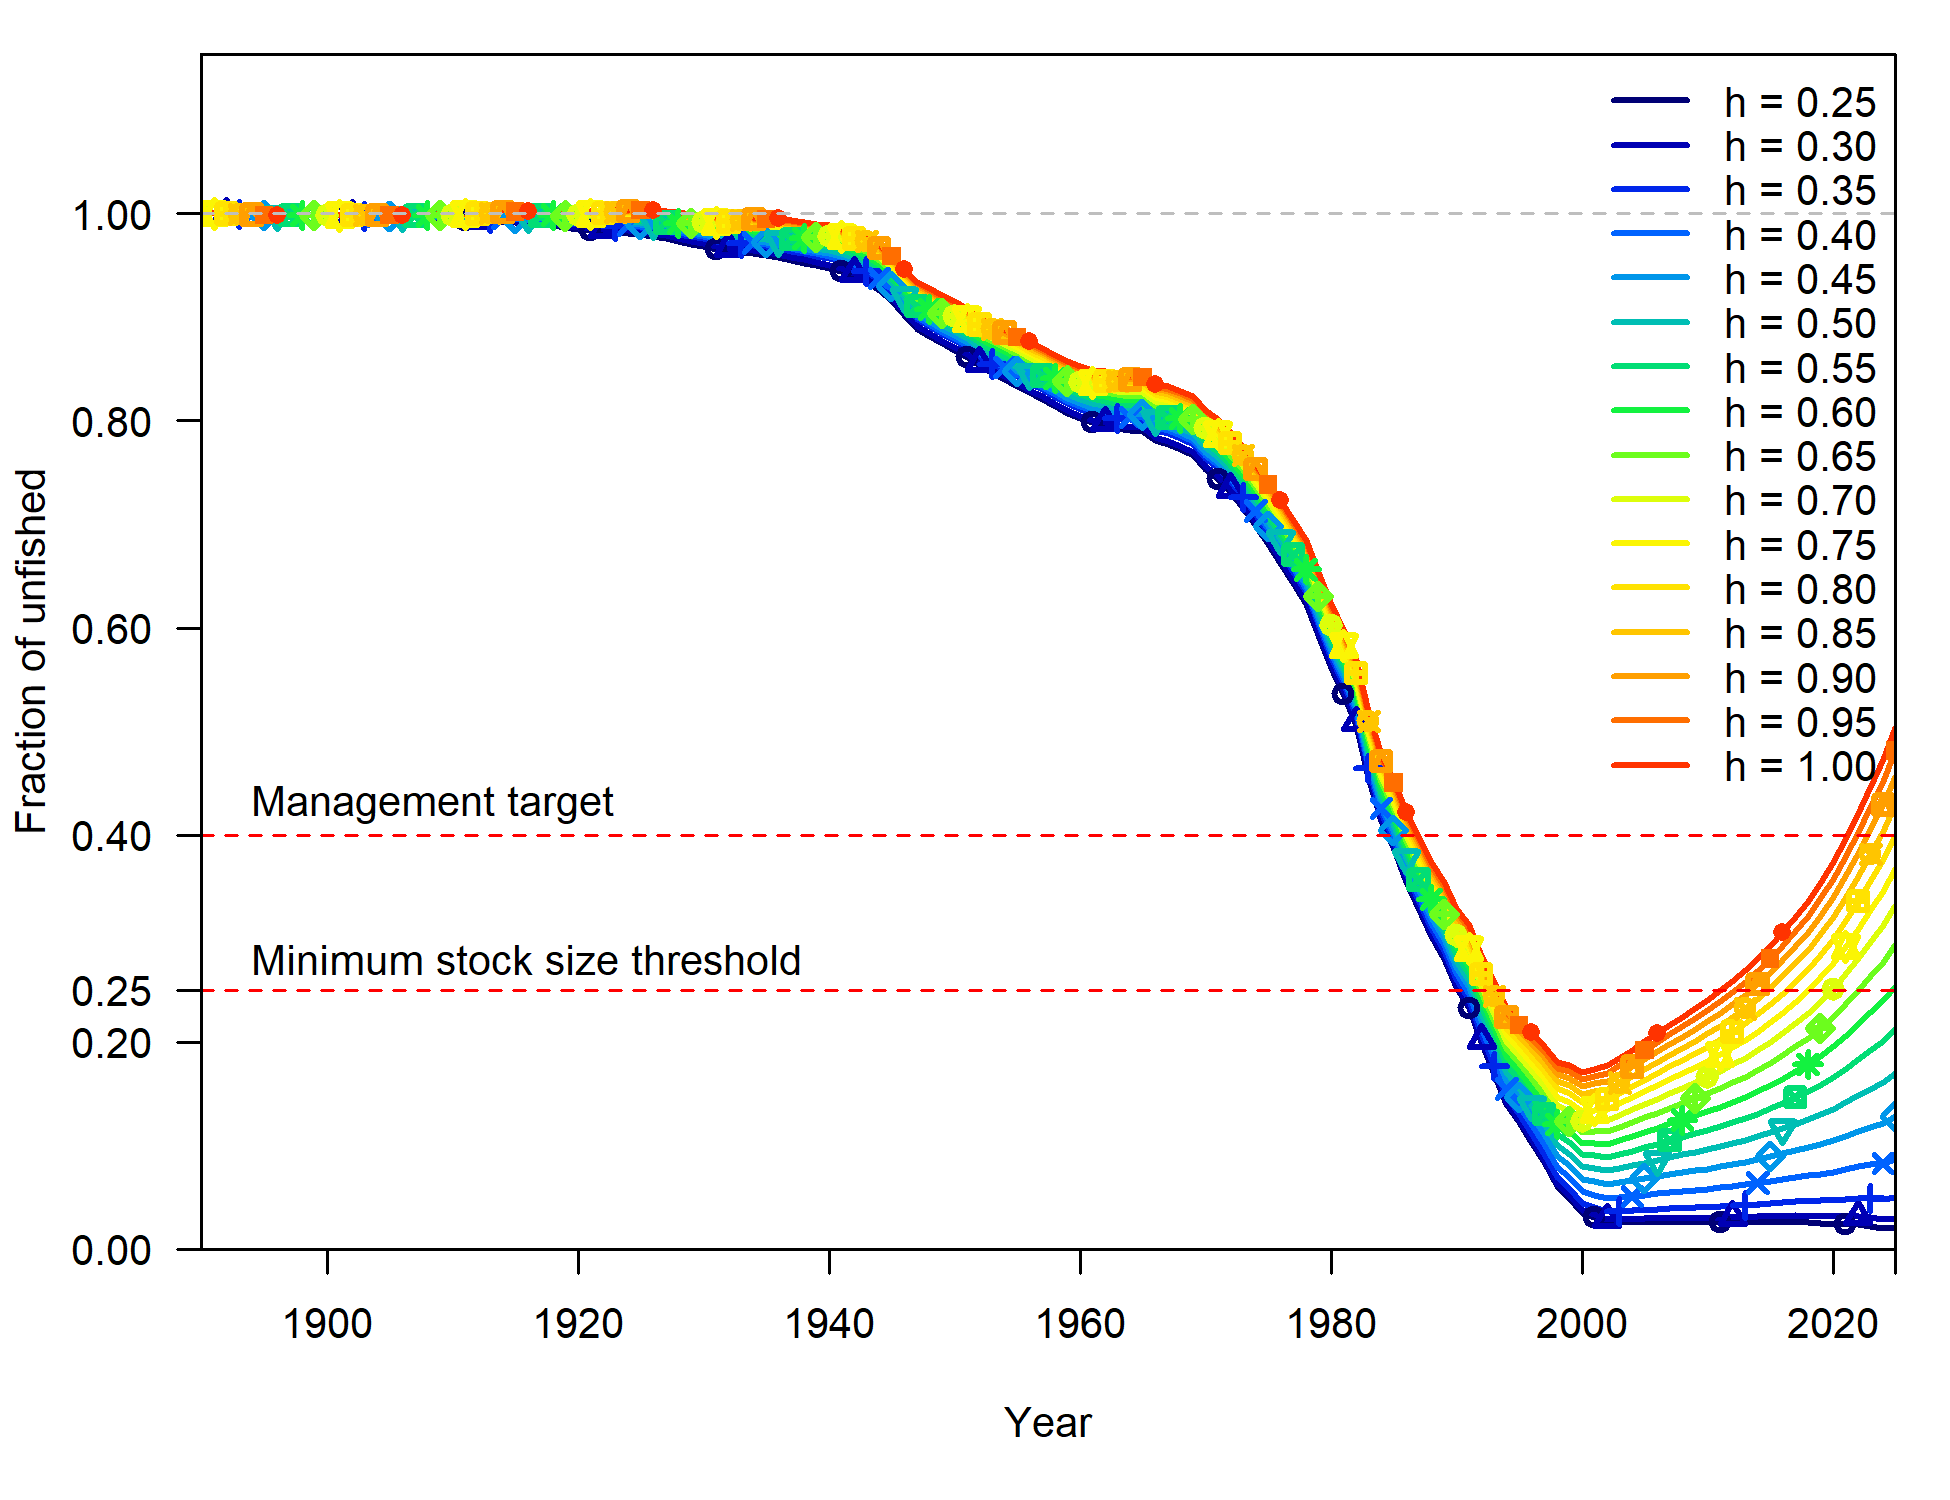 h = 0.25
h = 0.30
h = 0.35
h = 0.40
h = 0.45
h = 0.50
h = 0.55
h = 0.60
h = 0.65
h = 0.70
h = 0.75
h = 0.80
h = 0.85
h = 0.90
h = 0.95
h = 1.00
1.00
0.80
0.60
0.40
0.25
0.20
0.00
Fraction of unfished
Management target
Minimum stock size threshold
1900 1920 1940 1960 1980 2000 2020
Year